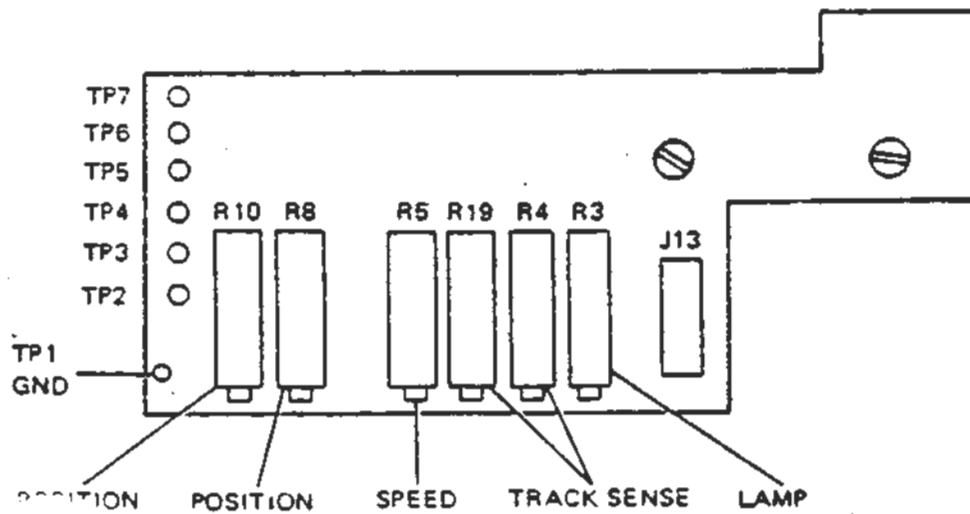 TP7
TP6
TP5
TP4 R10 R8 R5 R19 R4 R3
TP3 J13
TP2
TP1
GND
POSITION POSITION SPEED TRACK SENSE LAMP